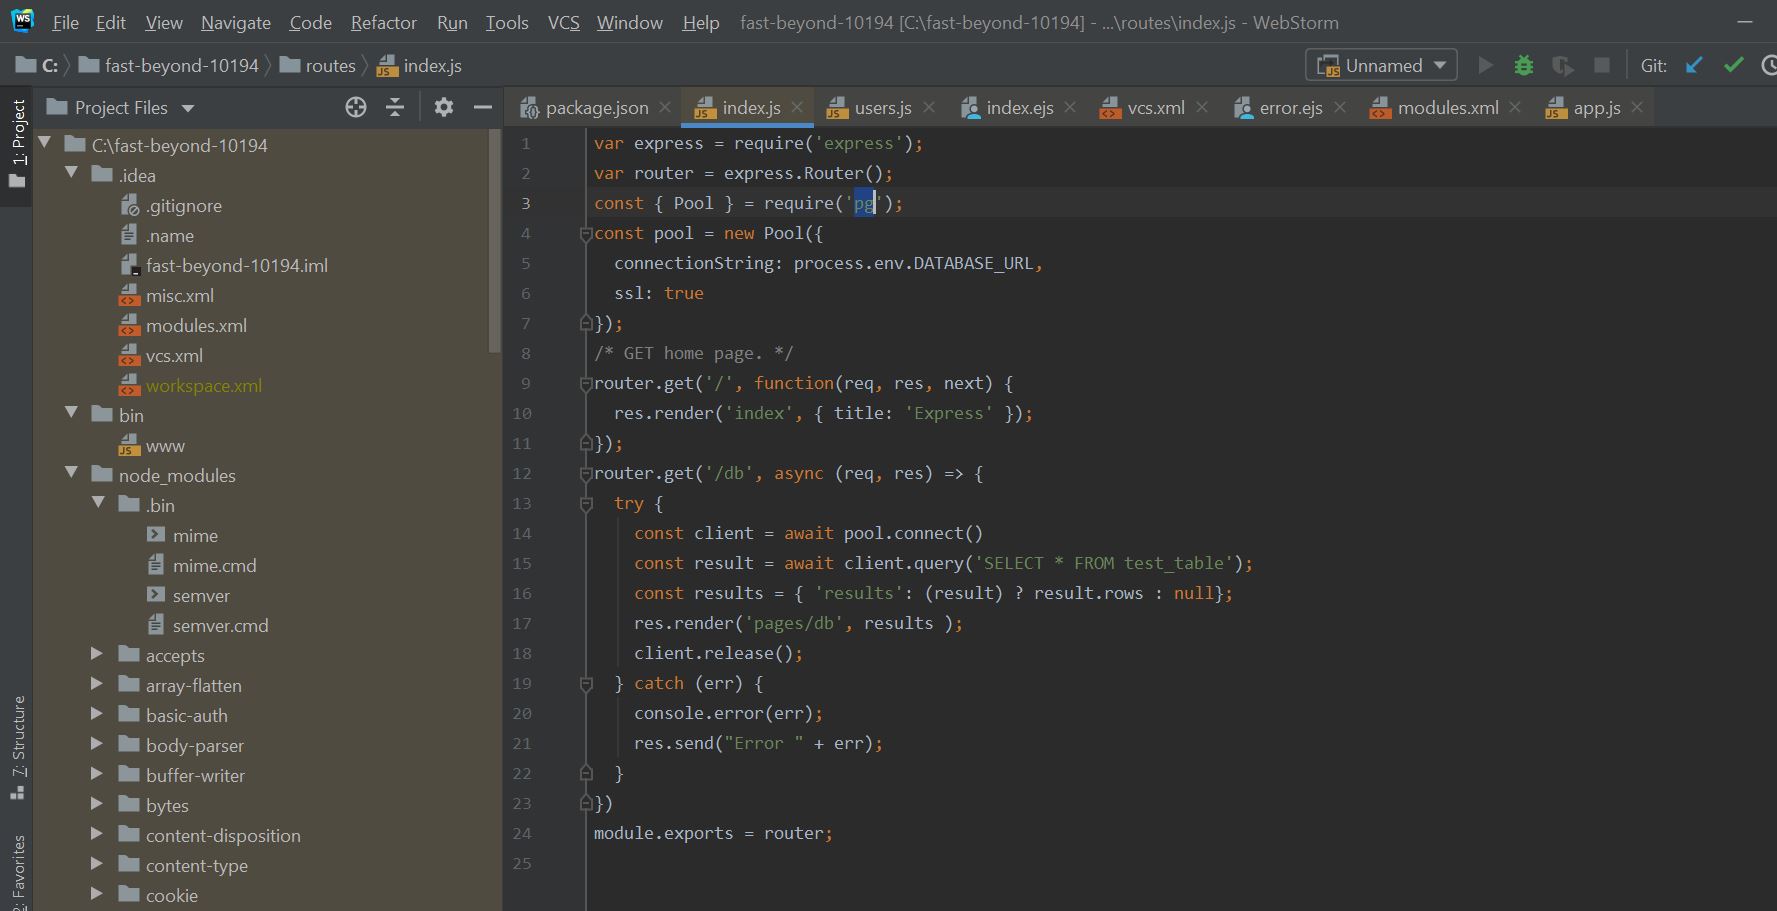 WS File Edit View Navigate Code Refactor Run Tools VCS Window Help fast-beyond-10194 [C:\fast-beyond-10194] - ...\routes\index.js - WebStorm
C: fast-beyond-10194 routes index.js Unnamed Git:
1: Project
Project Files
package.json index.js users.js index.ejs vcs.xml error.ejs modules.xml app.js
C:\fast-beyond-10194
.idea
.gitignore
.name
fast-beyond-10194.iml
misc.xml
modules.xml
vcs.xml
workspace.xml
bin
www
node_modules
.bin
mime
mime.cmd
semver
semver.cmd
accepts
array-flatten
basic-auth
body-parser
buffer-writer
bytes
content-disposition
content-type
cookie
7: Structure
2: Favorites
1 var express = require('express');
2 var router = express.Router();
3 const { Pool } = require('pg');
4 const pool = new Pool({
5 connectionString: process.env.DATABASE_URL,
6 ssl: true
7 });
8 /* GET home page. */
9 router.get('/', function(req, res, next) {
10 res.render('index', { title: 'Express' });
11 });
12 router.get('/db', async (req, res) => {
13 try {
14 const client = await pool.connect()
15 const result = await client.query('SELECT * FROM test_table');
16 const results = { 'results': (result) ? result.rows : null};
17 res.render('pages/db', results );
18 client.release();
19 } catch (err) {
20 console.error(err);
21 res.send("Error " + err);
22 }
23 })
24 module.exports = router;
25